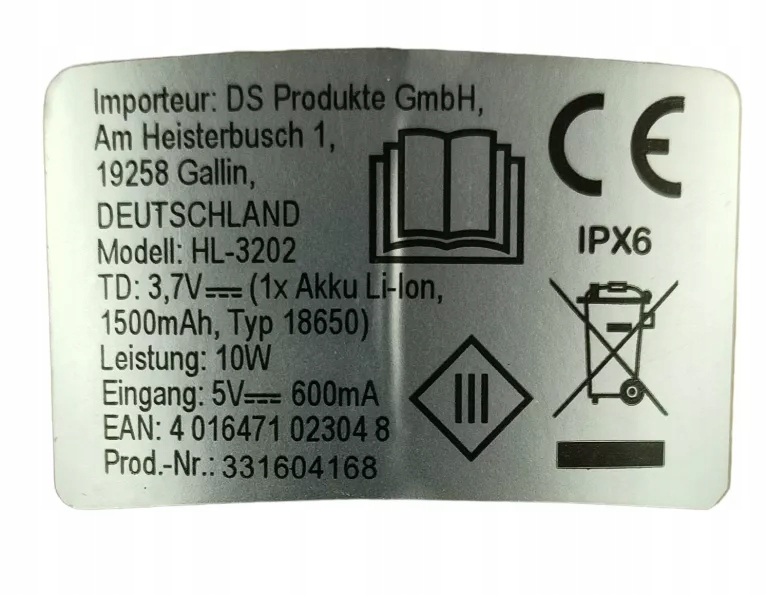 Importeur: DS Produkte GmbH,
Am Heisterbusch 1,
19258 Gallin,
DEUTSCHLAND
Modell: HL-3202
TD: 3,7V⎓ (1x Akku Li-Ion,
1500mAh, Typ 18650)
Leistung: 10W
Eingang: 5V⎓ 600mA
EAN: 4 016471 02304 8
Prod.-Nr.: 331604168
CE
IPX6
III